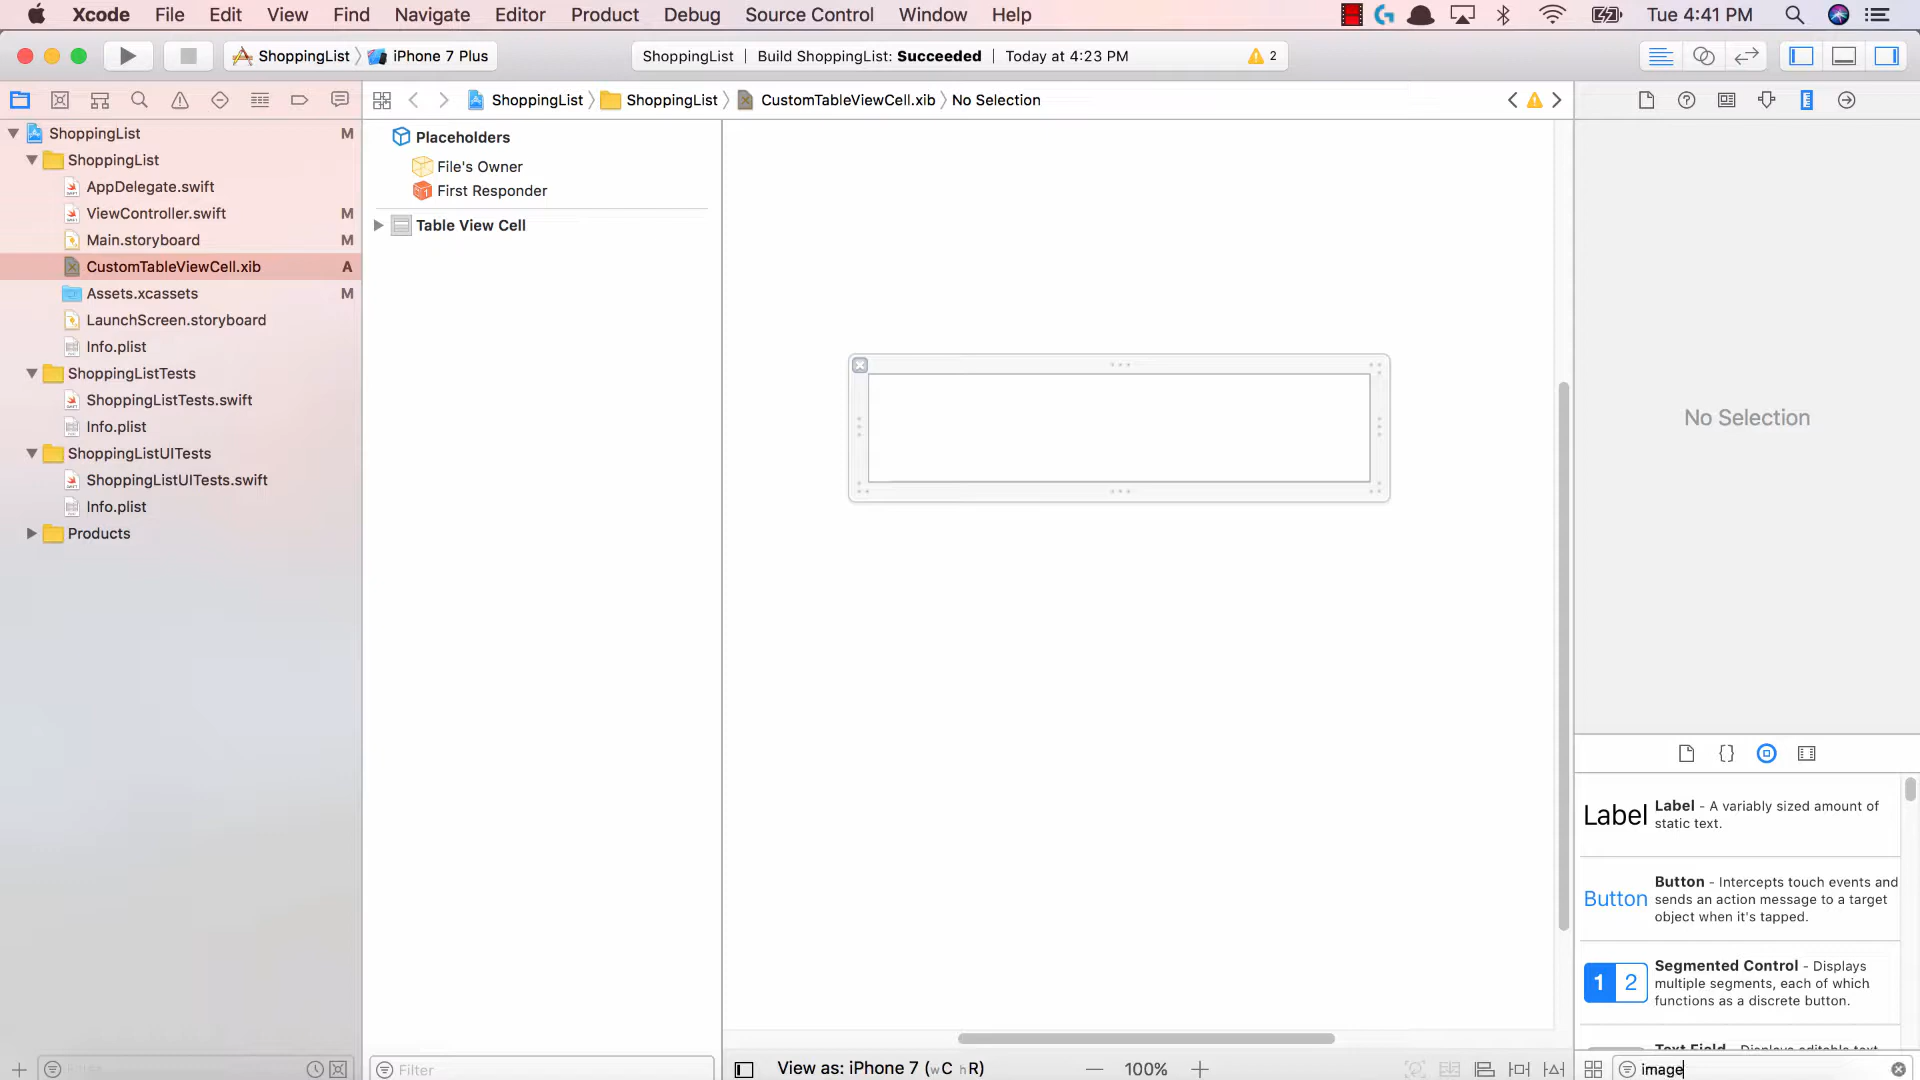 Xcode File Edit View Find Navigate Editor Product Debug Source Control Window Help Tue 4:41 PM
ShoppingList iPhone 7 Plus ShoppingList Build ShoppingList: Succeeded Today at 4:23 PM 2
ShoppingList ShoppingList CustomTableViewCell.xib No Selection
ShoppingList M
ShoppingList
AppDelegate.swift
ViewController.swift M
Main.storyboard M
CustomTableViewCell.xib A
Assets.xcassets M
LaunchScreen.storyboard
Info.plist
ShoppingListTests
ShoppingListTests.swift
Info.plist
ShoppingListUITests
ShoppingListUITests.swift
Info.plist
Products
Placeholders
File's Owner
First Responder
Table View Cell
No Selection
Label Label - A variably sized amount of
static text.
Button - Intercepts touch events and
Button sends an action message to a target
object when it's tapped.
Segmented Control - Displays
1 2 multiple segments, each of which
functions as a discrete button.
Text Field - Displays editable text
Filter
View as: iPhone 7 (wC hR) — 100% +
image